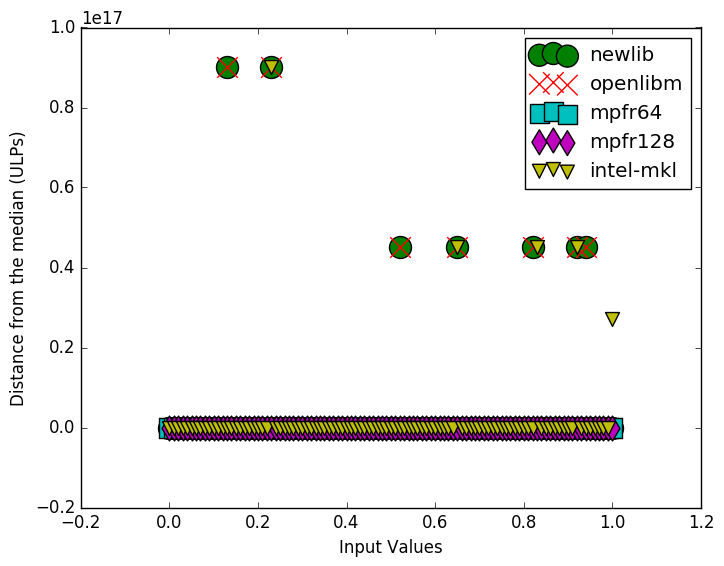 1e17
1.0
0.8
0.6
0.4
0.2
0.0
−0.2
−0.2
0.0
0.2
0.4
0.6
0.8
1.0
1.2
Input Values
Distance from the median (ULPs)
newlib
openlibm
mpfr64
mpfr128
intel-mkl